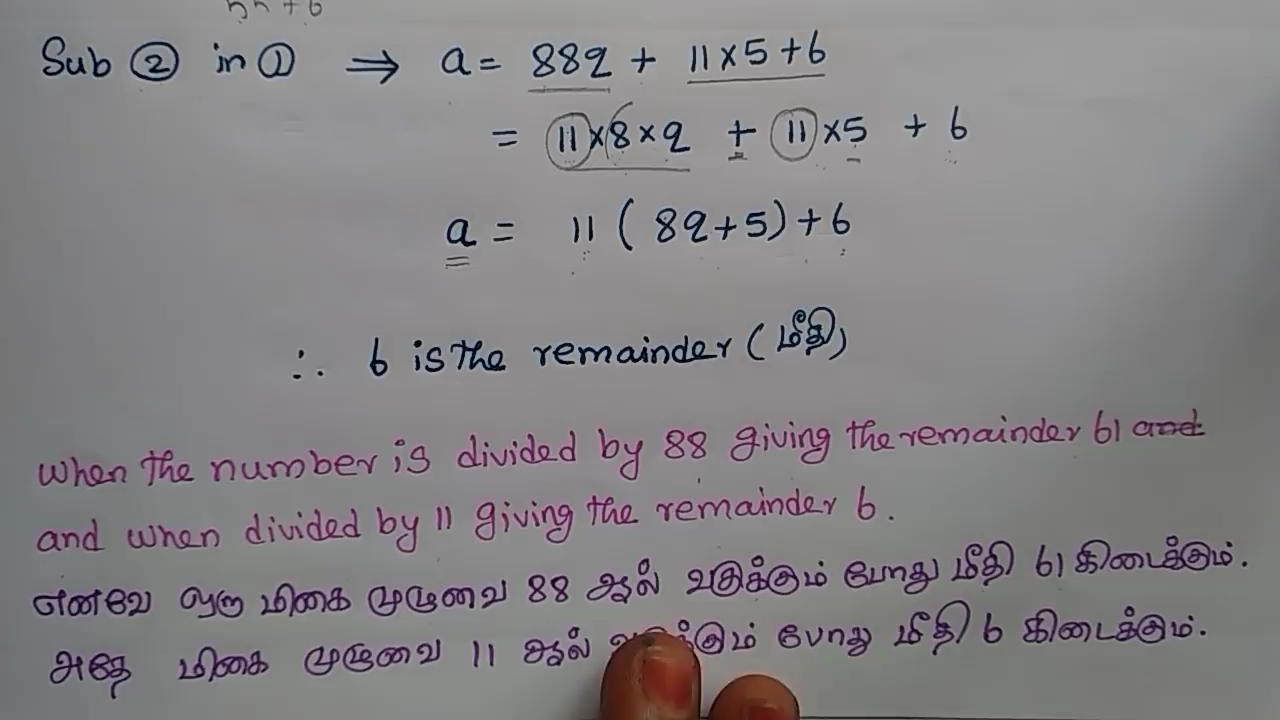 Sub ② in ① ⇒ a = 88q + 11×5+6
= 11×8×q + 11×5 + 6
a = 11 ( 8q+5)+6
∴ 6 is the remainder (மீதி)
When the number is divided by 88 giving the remainder 61 and
and when divided by 11 giving the remainder 6.
எனவே ஒரு மிகை முழுவை 88 ஆல் வகுக்கும் போது மீதி 61 கிடைக்கும்.
அதே மிகை முழுவை 11 ஆல் போது மீதி 6 கிடைக்கும்.